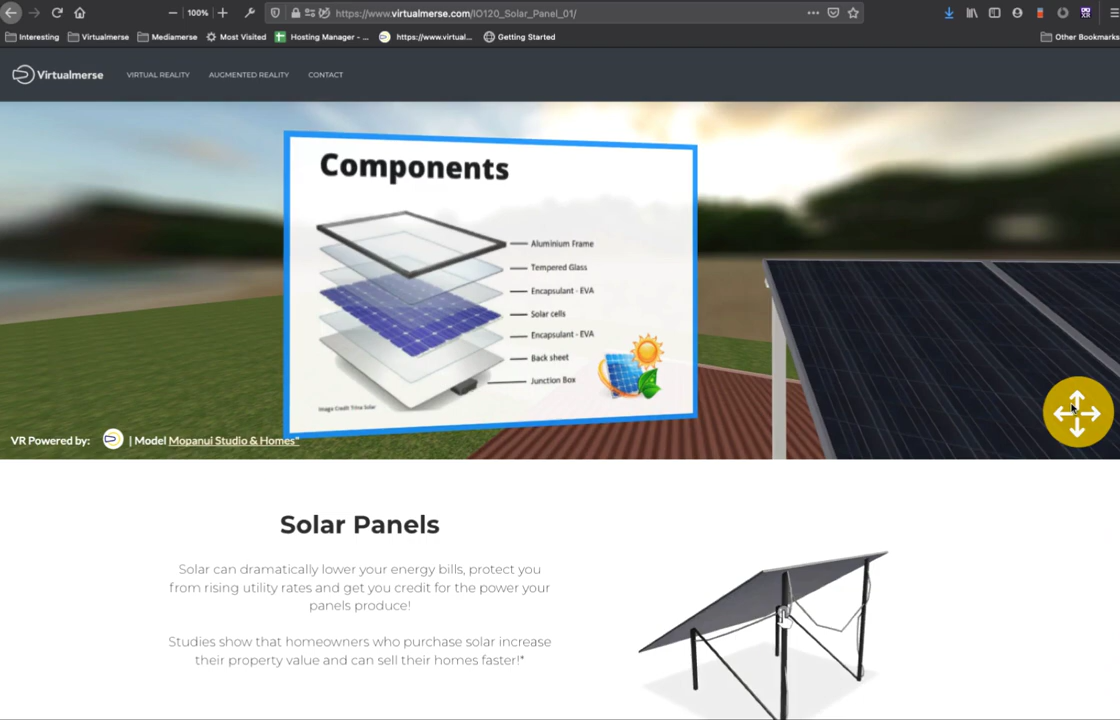 100%
https://www.virtualmerse.com/IO120_Solar_Panel_01/
Interesting
Virtualmerse
Mediamerse
Most Visited
Hosting Manager - ...
https://www.virtual...
Getting Started
Other Bookmarks
Virtualmerse
VIRTUAL REALITY
AUGMENTED REALITY
CONTACT
Components
Aluminium Frame
Tempered Glass
Encapsulant - EVA
Solar cells
Encapsulant - EVA
Back sheet
Junction Box
Image Credit Trina Solar
VR Powered by: | Model Mopanui Studio & Homes"
Solar Panels
Solar can dramatically lower your energy bills, protect you
from rising utility rates and get you credit for the power your
panels produce!
Studies show that homeowners who purchase solar increase
their property value and can sell their homes faster!*